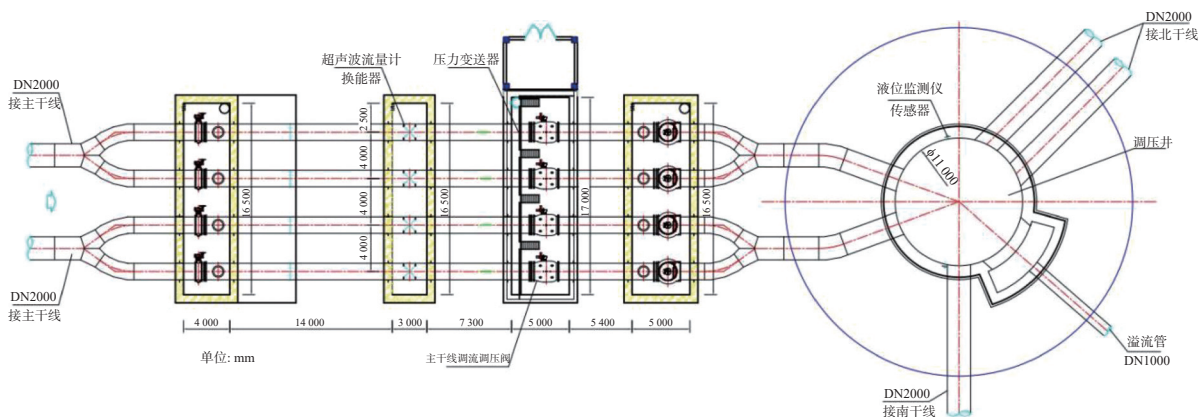 DN2000
接北干线
超声波流量计
换能器
压力变送器
液位监测仪
传感器
DN2000
接主干线
调压井
φ11 000
2 500
4 000
4 000
4 000
16 500
16 500
17 000
16 500
DN2000
接主干线
4 000
14 000
3 000
7 300
5 000
5 400
5 000
单位: mm
主干线调流调压阀
溢流管
DN1000
DN2000
接南干线